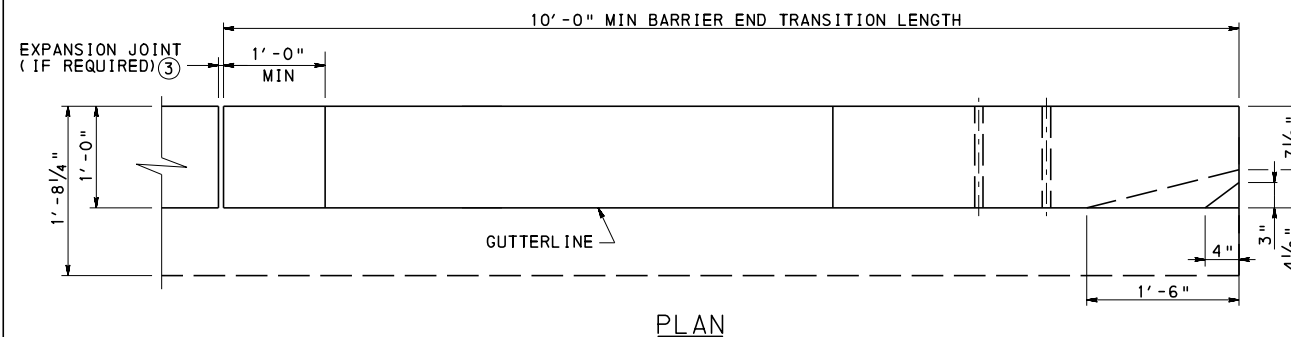 10'-0" MIN BARRIER END TRANSITION LENGTH
EXPANSION JOINT
(IF REQUIRED) ③
1'-0"
MIN
1'-8¼"
1'-0"
GUTTERLINE
4"
3"
1'-6"
PLAN